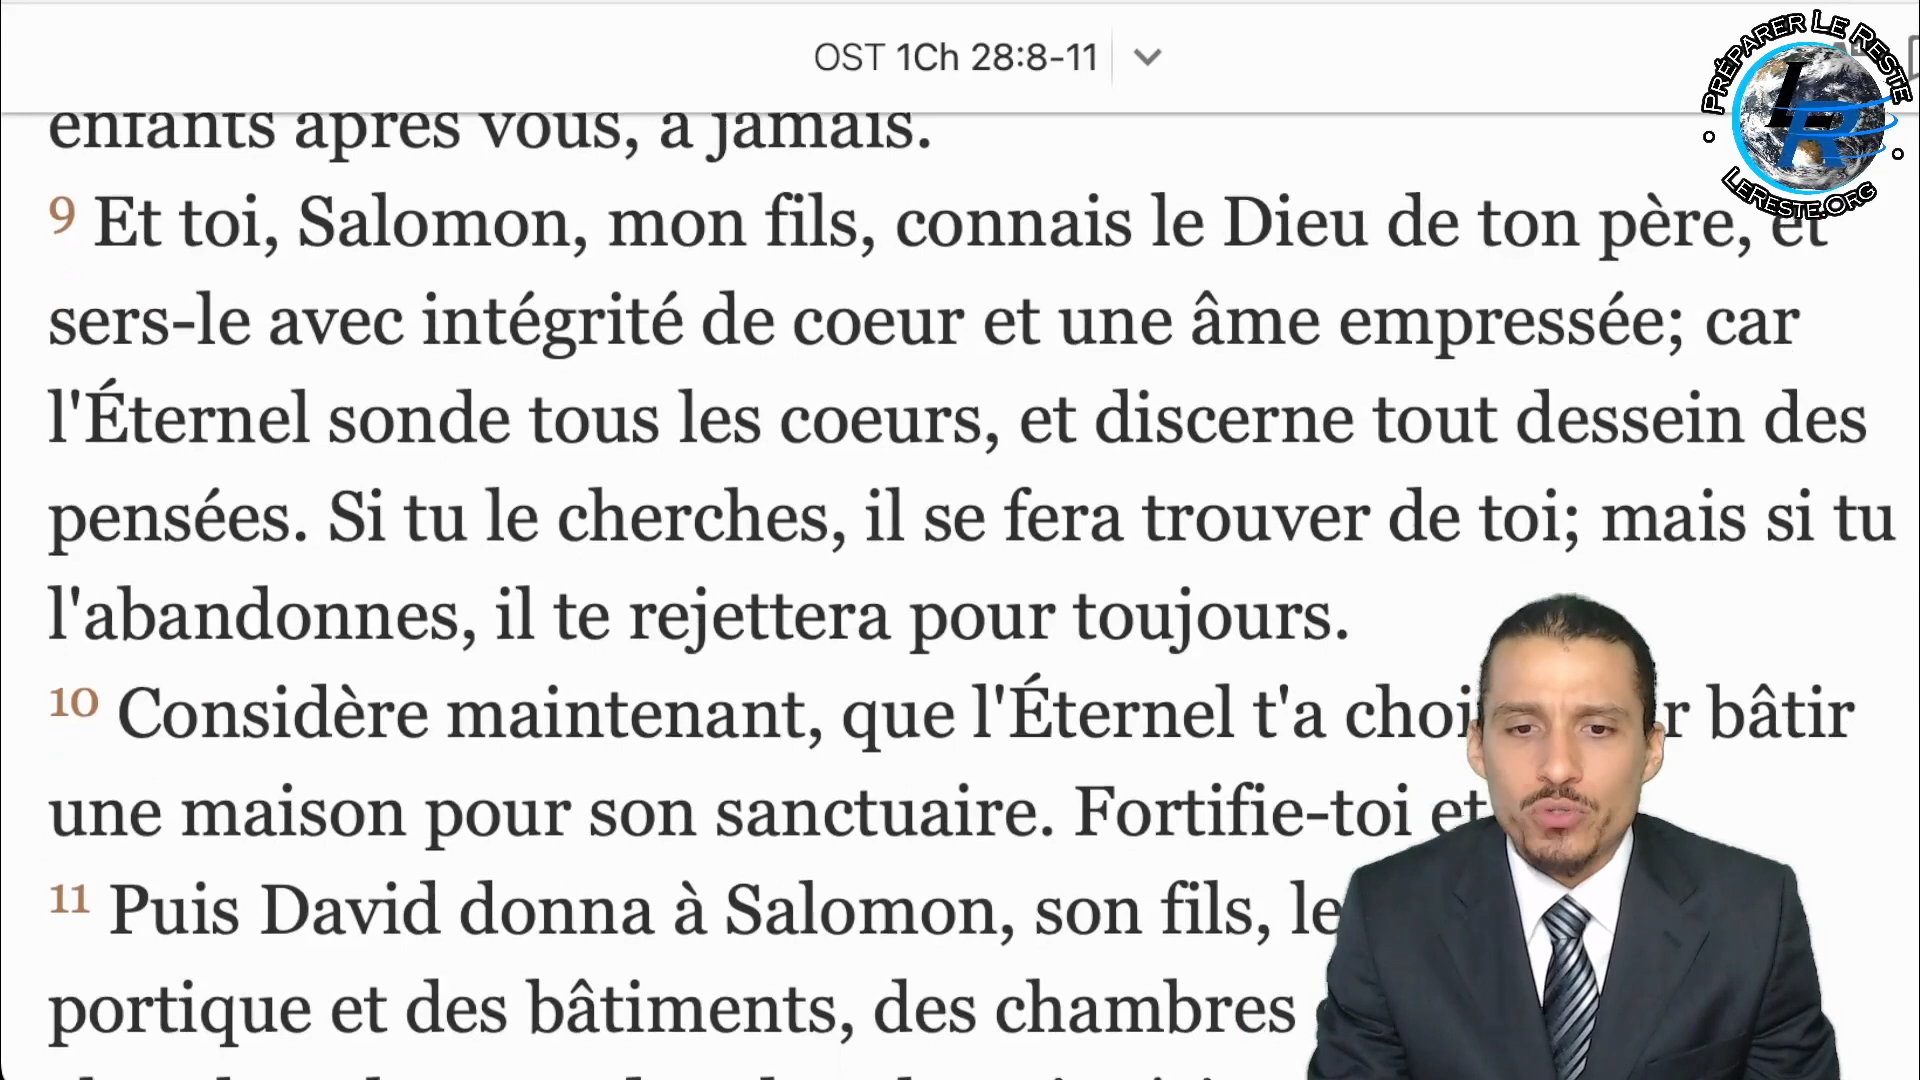 OST 1Ch 28:8-11
PRÉPARER LE RESTE
LR
LERESTE.ORG
enfants après vous, à jamais.
9 Et toi, Salomon, mon fils, connais le Dieu de ton père, et
sers-le avec intégrité de coeur et une âme empressée; car
l'Éternel sonde tous les coeurs, et discerne tout dessein des
pensées. Si tu le cherches, il se fera trouver de toi; mais si tu
l'abandonnes, il te rejettera pour toujours.
10 Considère maintenant, que l'Éternel t'a choi r bâtir
une maison pour son sanctuaire. Fortifie-toi et
11 Puis David donna à Salomon, son fils, le
portique et des bâtiments, des chambres